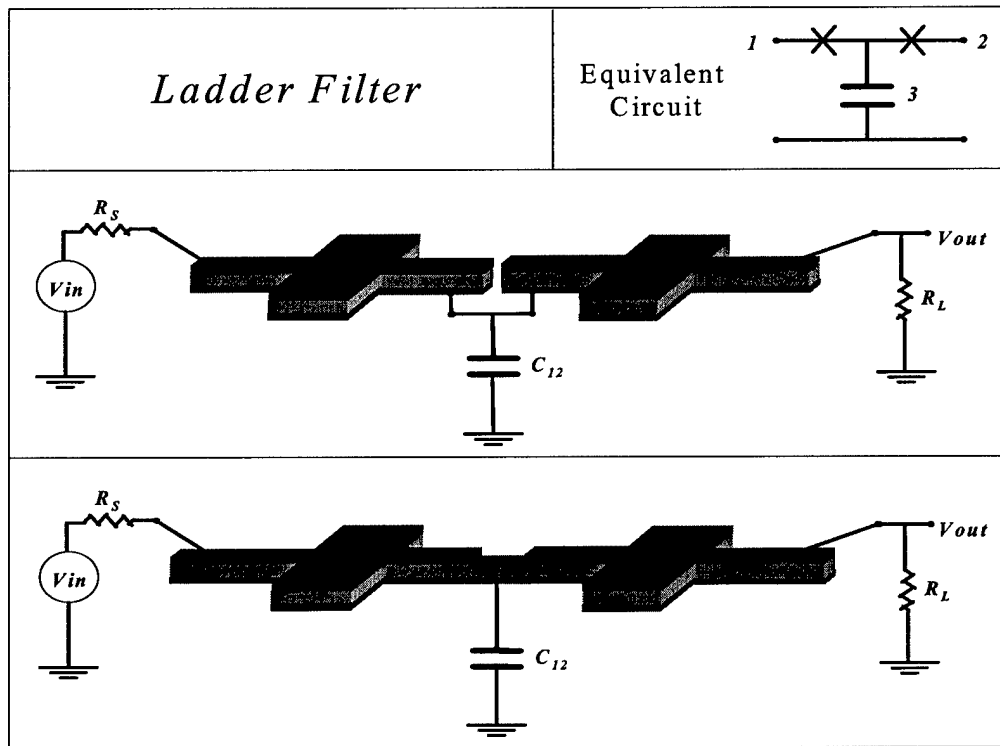 Ladder Filter
Equivalent
Circuit
1
2
3
R_S
Vin
C_12
Vout
R_L
R_S
Vin
C_12
Vout
R_L